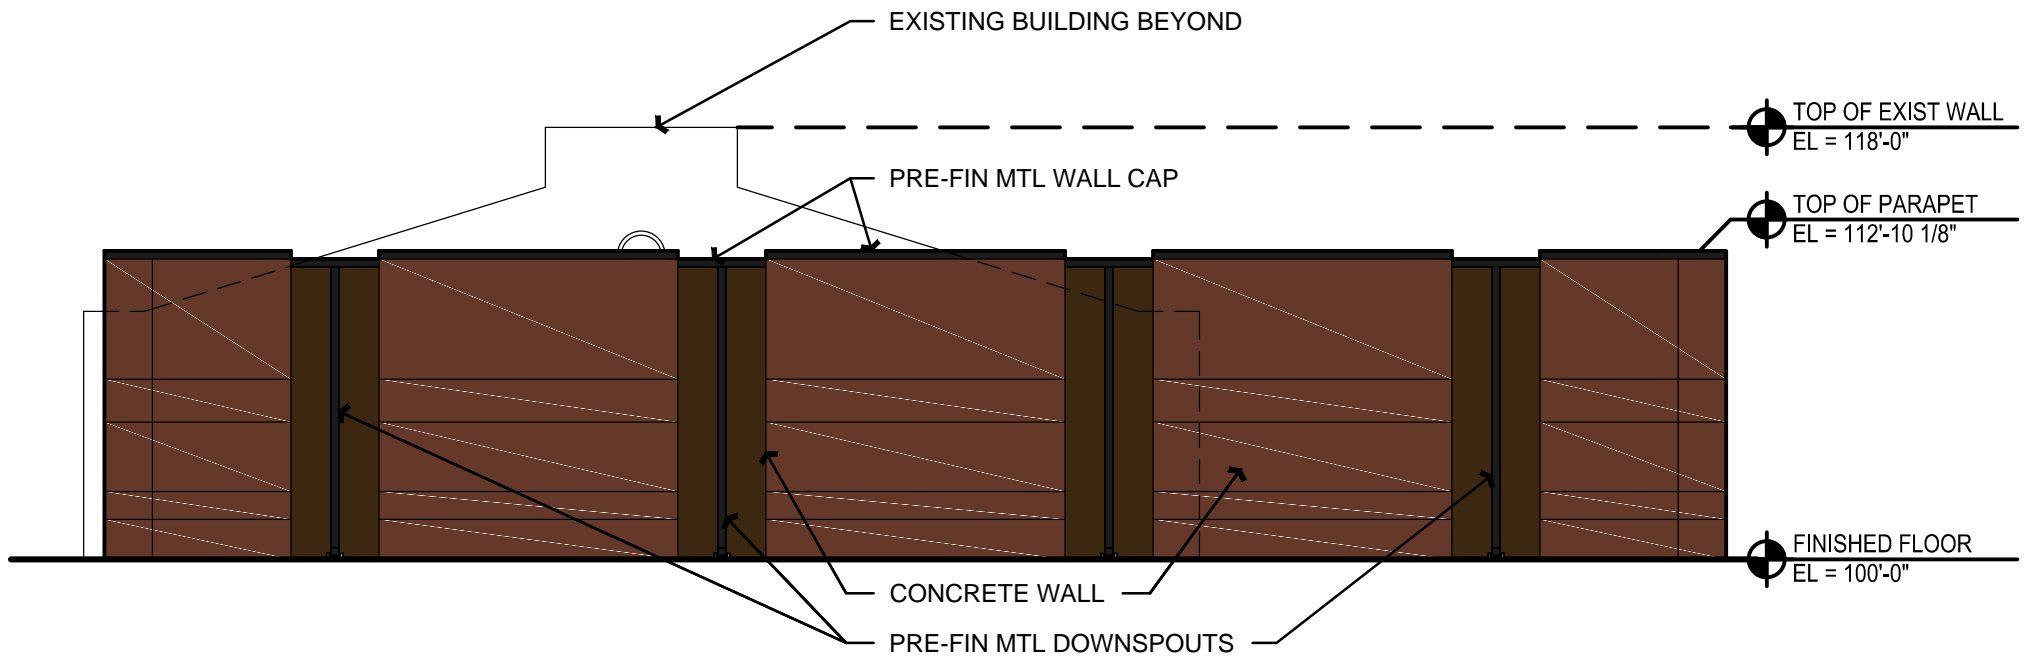 EXISTING BUILDING BEYOND
TOP OF EXIST WALL
EL = 118'-0"
PRE-FIN MTL WALL CAP
TOP OF PARAPET
EL = 112'-10 1/8"
FINISHED FLOOR
EL = 100'-0"
CONCRETE WALL
PRE-FIN MTL DOWNSPOUTS